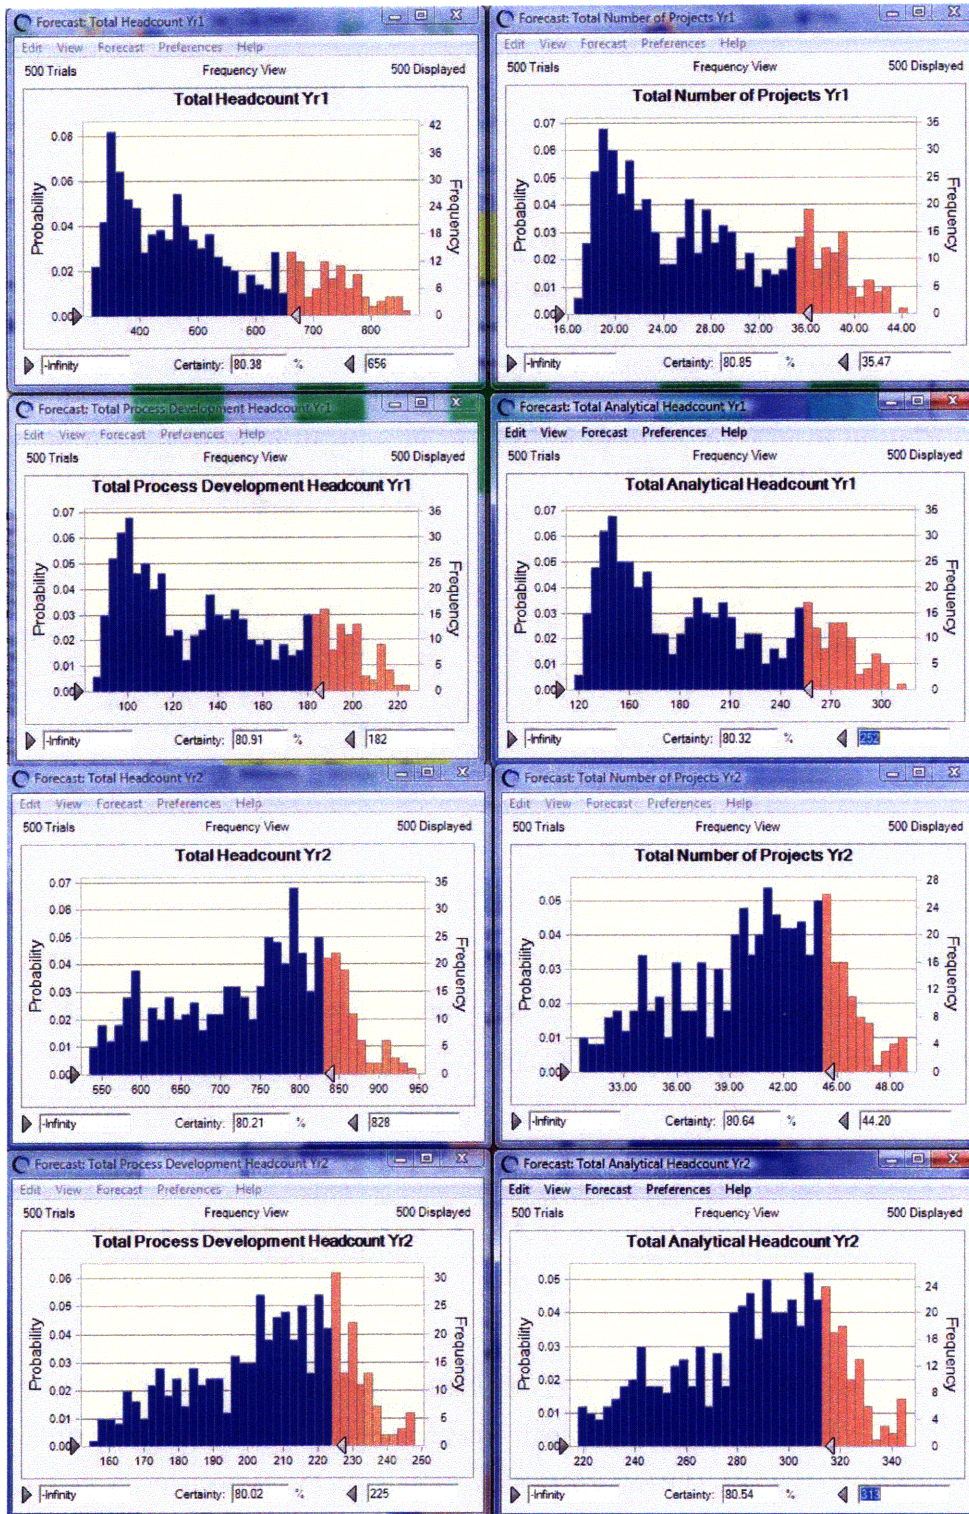 Forecast: Total Headcount Yr1
Edit View Forecast Preferences Help
500 Trials Frequency View 500 Displayed
Total Headcount Yr1
Probability
Frequency
0.08
0.06
0.04
0.02
0.00
42
36
30
24
18
12
6
0
400 500 600 700 800
-Infinity Certainty: 80.38 % 656
Forecast: Total Number of Projects Yr1
Edit View Forecast Preferences Help
500 Trials Frequency View 500 Displayed
Total Number of Projects Yr1
Probability
Frequency
0.07
0.06
0.05
0.04
0.03
0.02
0.01
0.00
35
30
25
20
15
10
5
0
16.00 20.00 24.00 28.00 32.00 36.00 40.00 44.00
-Infinity Certainty: 80.85 % 35.47
Forecast: Total Process Development Headcount Yr1
Edit View Forecast Preferences Help
500 Trials Frequency View 500 Displayed
Total Process Development Headcount Yr1
Probability
Frequency
0.07
0.06
0.05
0.04
0.03
0.02
0.01
0.00
35
30
25
20
15
10
5
0
100 120 140 160 180 200 220
-Infinity Certainty: 80.91 % 182
Forecast: Total Analytical Headcount Yr1
Edit View Forecast Preferences Help
500 Trials Frequency View 500 Displayed
Total Analytical Headcount Yr1
Probability
Frequency
0.07
0.06
0.05
0.04
0.03
0.02
0.01
0.00
35
30
25
20
15
10
5
0
120 160 200 240 280
-Infinity Certainty: 80.32 % 252
Forecast: Total Headcount Yr2
Edit View Forecast Preferences Help
500 Trials Frequency View 500 Displayed
Total Headcount Yr2
Probability
Frequency
0.07
0.06
0.05
0.04
0.03
0.02
0.01
0.00
35
30
25
20
15
10
5
0
550 600 650 700 750 800 850 900 950
-Infinity Certainty: 80.21 % 828
Forecast: Total Number of Projects Yr2
Edit View Forecast Preferences Help
500 Trials Frequency View 500 Displayed
Total Number of Projects Yr2
Probability
Frequency
0.05
0.04
0.03
0.02
0.01
0.00
28
24
20
16
12
8
4
0
33.00 36.00 39.00 42.00 45.00 48.00
-Infinity Certainty: 80.64 % 44.20
Forecast: Total Process Development Headcount Yr2
Edit View Forecast Preferences Help
500 Trials Frequency View 500 Displayed
Total Process Development Headcount Yr2
Probability
Frequency
0.06
0.05
0.04
0.03
0.02
0.01
0.00
30
25
20
15
10
5
0
160 170 180 190 200 210 220 230 240 250
-Infinity Certainty: 80.02 % 225
Forecast: Total Analytical Headcount Yr2
Edit View Forecast Preferences Help
500 Trials Frequency View 500 Displayed
Total Analytical Headcount Yr2
Probability
Frequency
0.05
0.04
0.03
0.02
0.01
0.00
24
20
16
12
8
4
0
220 240 260 280 300 320 340
-Infinity Certainty: 80.54 % 313